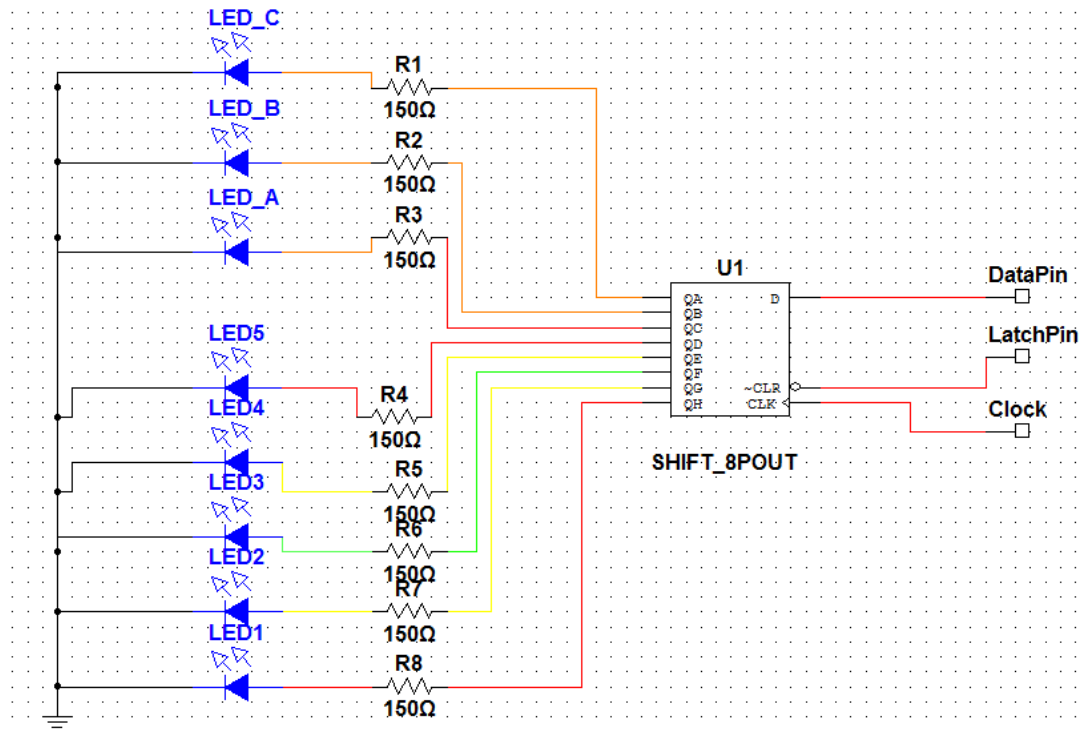 LED_C
R1
150Ω
LED_B
R2
150Ω
LED_A
R3
150Ω
U1
DataPin
QA D
QB
QC
QD
QE
QF
QG ~CLR
QH CLK
LatchPin
Clock
SHIFT_8POUT
LED5
R4
150Ω
LED4
R5
150Ω
LED3
R6
150Ω
LED2
R7
150Ω
LED1
R8
150Ω